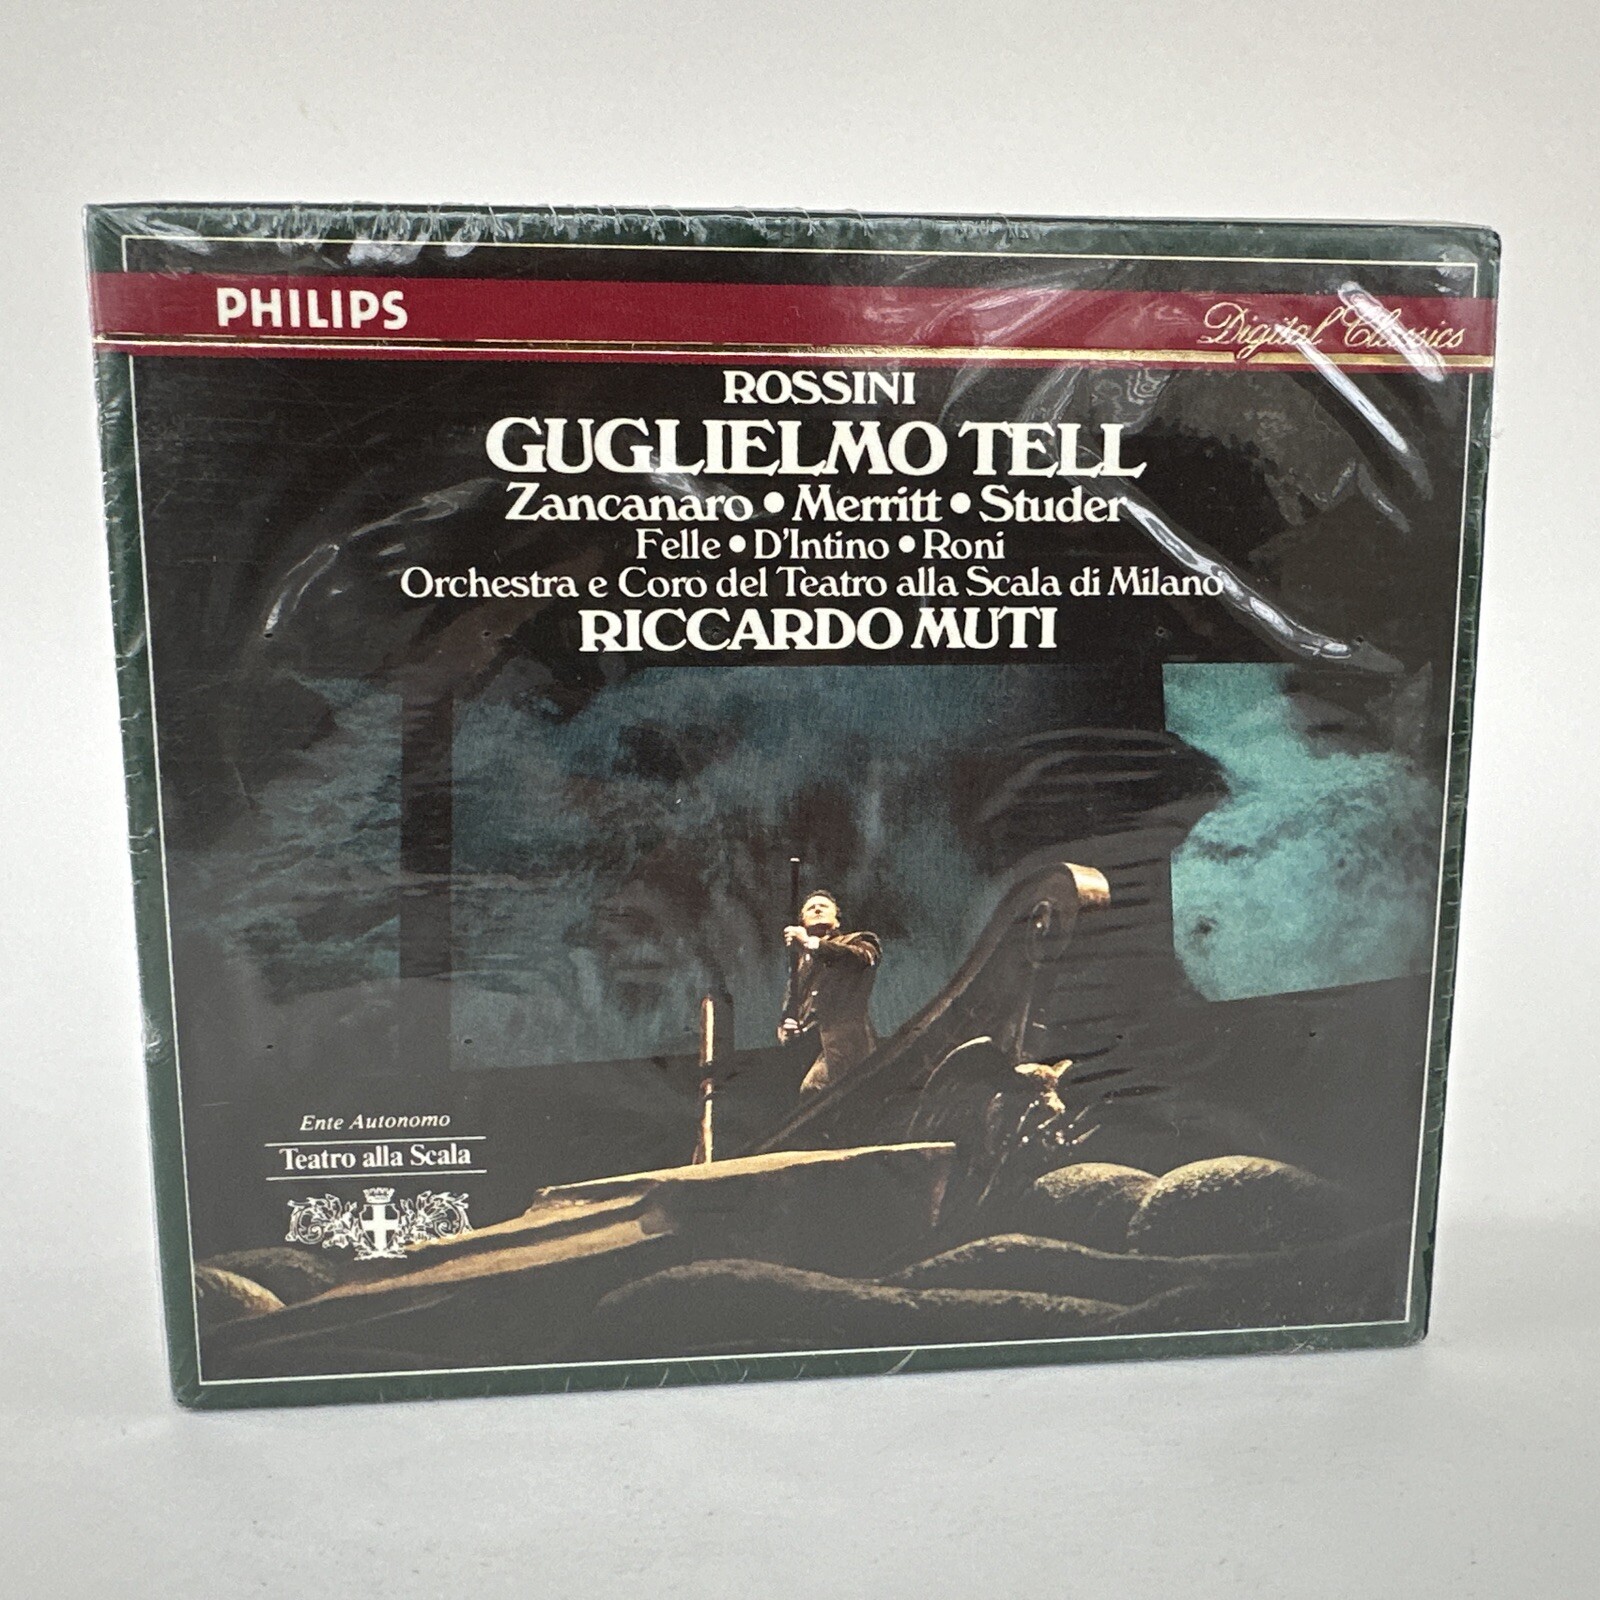 PHILIPS
Digital Classics
ROSSINI
GUGLIELMO TELL
Zancanaro • Merritt • Studer
Felle • D'Intino • Roni
Orchestra e Coro del Teatro alla Scala di Milano
RICCARDO MUTI
Ente Autonomo
Teatro alla Scala